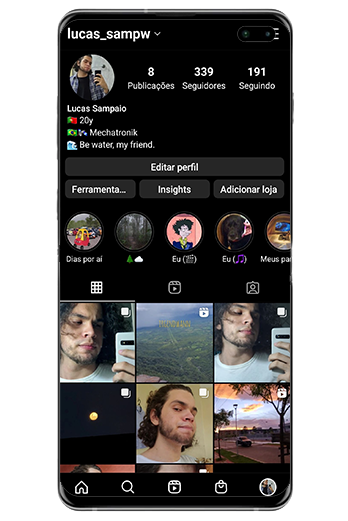 lucas_sampw
8 339 191
Publicações Seguidores Seguindo
Lucas Sampaio
🇵🇹 20y
Mechatronik
Be water, my friend.
Editar perfil
Ferramenta... Insights Adicionar loja
Dias por aí 🌲☁️ Eu (🎬) Eu (🎵) Meus pa